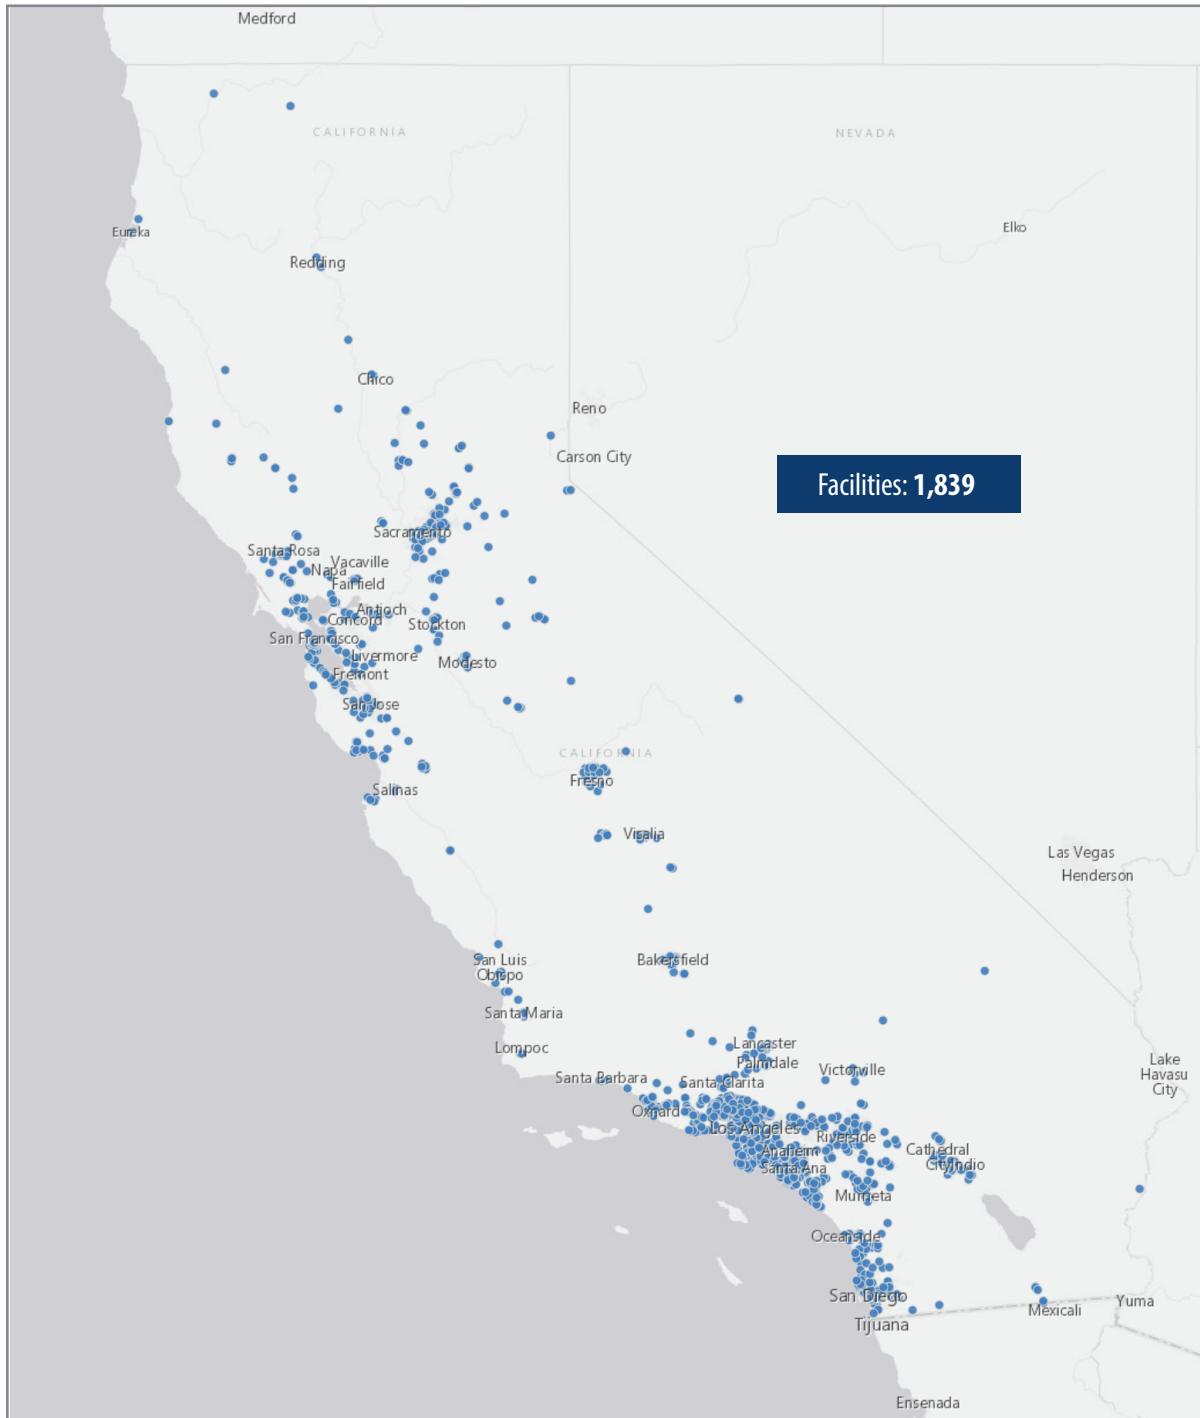 Medford
CALIFORNIA
NEVADA
Eureka
Elko
Redding
Chico
Reno
Carson City
Facilities: 1,839
Sacramento
Santa Rosa
Vacaville
Napa
Fairfield
Antioch
Concord
Stockton
San Francisco
Livermore
Modesto
Fremont
San Jose
CALIFORNIA
Fresno
Salinas
Visalia
Las Vegas
Henderson
San Luis
Obispo
Bakersfield
Santa Maria
Lompoc
Lancaster
Palmdale
Victorville
Lake
Havasu
City
Santa Barbara
Santa Clarita
Oxnard
Los Angeles
Riverside
Anaheim
Cathedral
City
Indio
Santa Ana
Murrieta
Oceanside
San Diego
Yuma
Mexicali
Tijuana
Ensenada